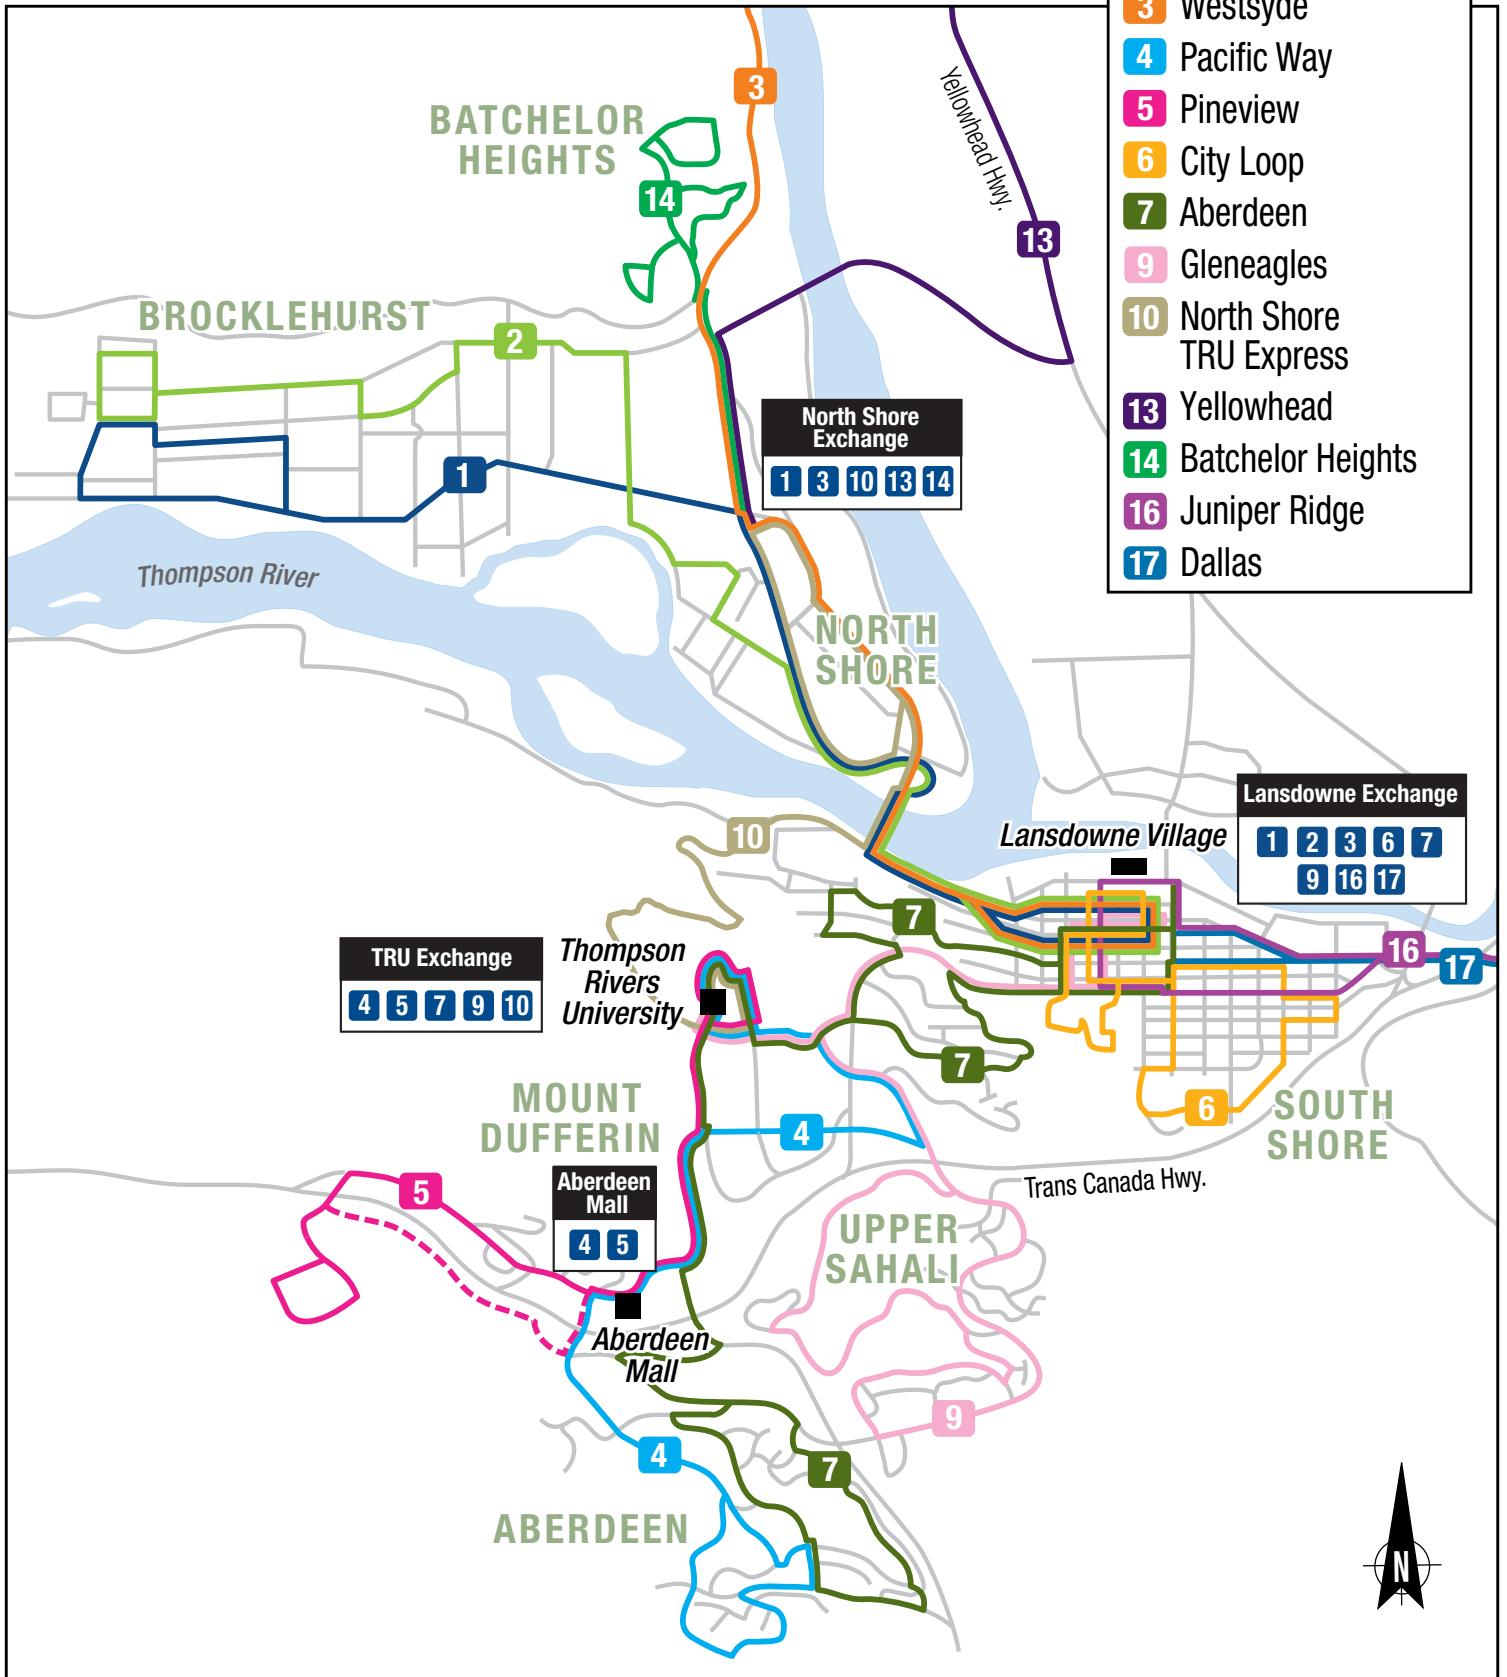 3 Westsyde
4 Pacific Way
5 Pineview
6 City Loop
7 Aberdeen
9 Gleneagles
10 North Shore
TRU Express
13 Yellowhead
14 Batchelor Heights
16 Juniper Ridge
17 Dallas
3
Yellowhead Hwy.
BATCHELOR
HEIGHTS
14
13
BROCKLEHURST
2
North Shore
Exchange
1 3 10 13 14
1
Thompson River
NORTH
SHORE
Lansdowne Exchange
1 2 3 6 7
9 16 17
Lansdowne Village
10
7
16
17
TRU Exchange
4 5 7 9 10
Thompson
Rivers
University
7
MOUNT
DUFFERIN
4
6
SOUTH
SHORE
Trans Canada Hwy.
5
Aberdeen
Mall
4 5
UPPER
SAHALI
Aberdeen
Mall
9
4
7
ABERDEEN
N